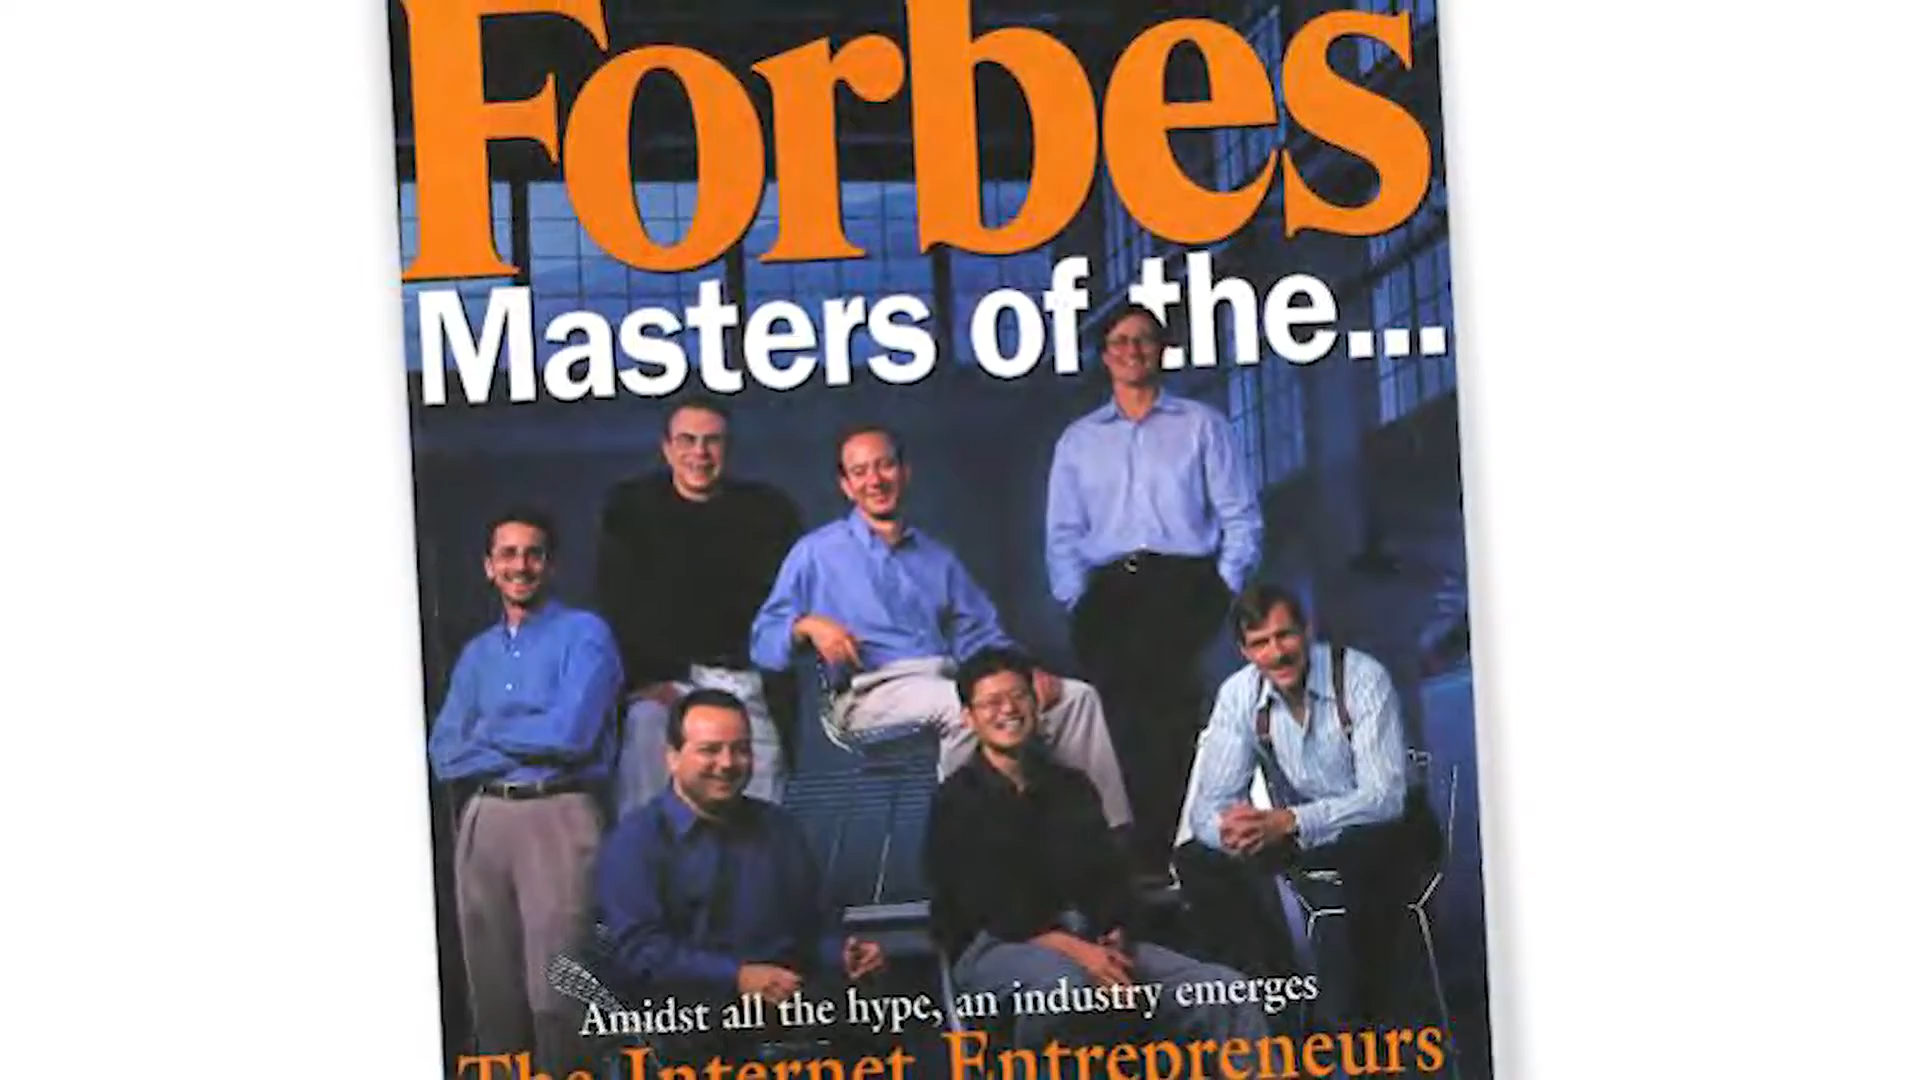 Forbes
Masters of the...
Amidst all the hype, an industry emerges
The Internet Entrepreneurs